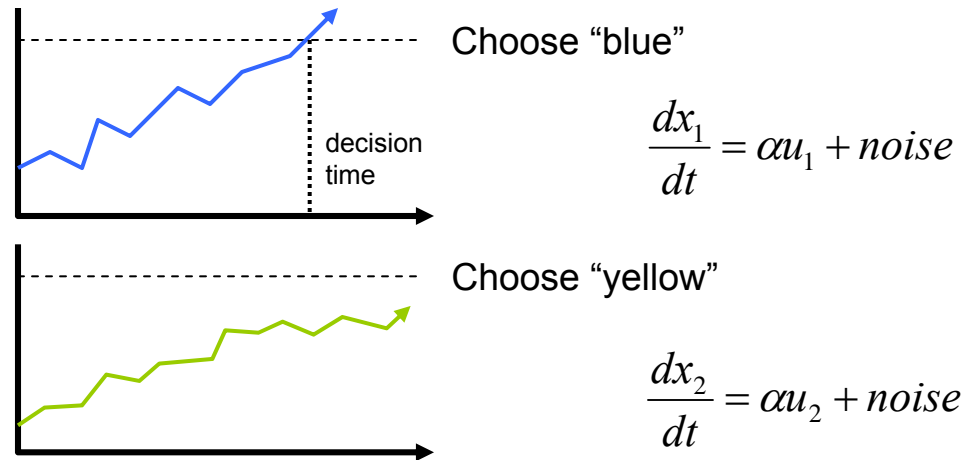 Choose “blue”
decision
time
dx₁/dt = αu₁ + noise
Choose “yellow”
dx₂/dt = αu₂ + noise